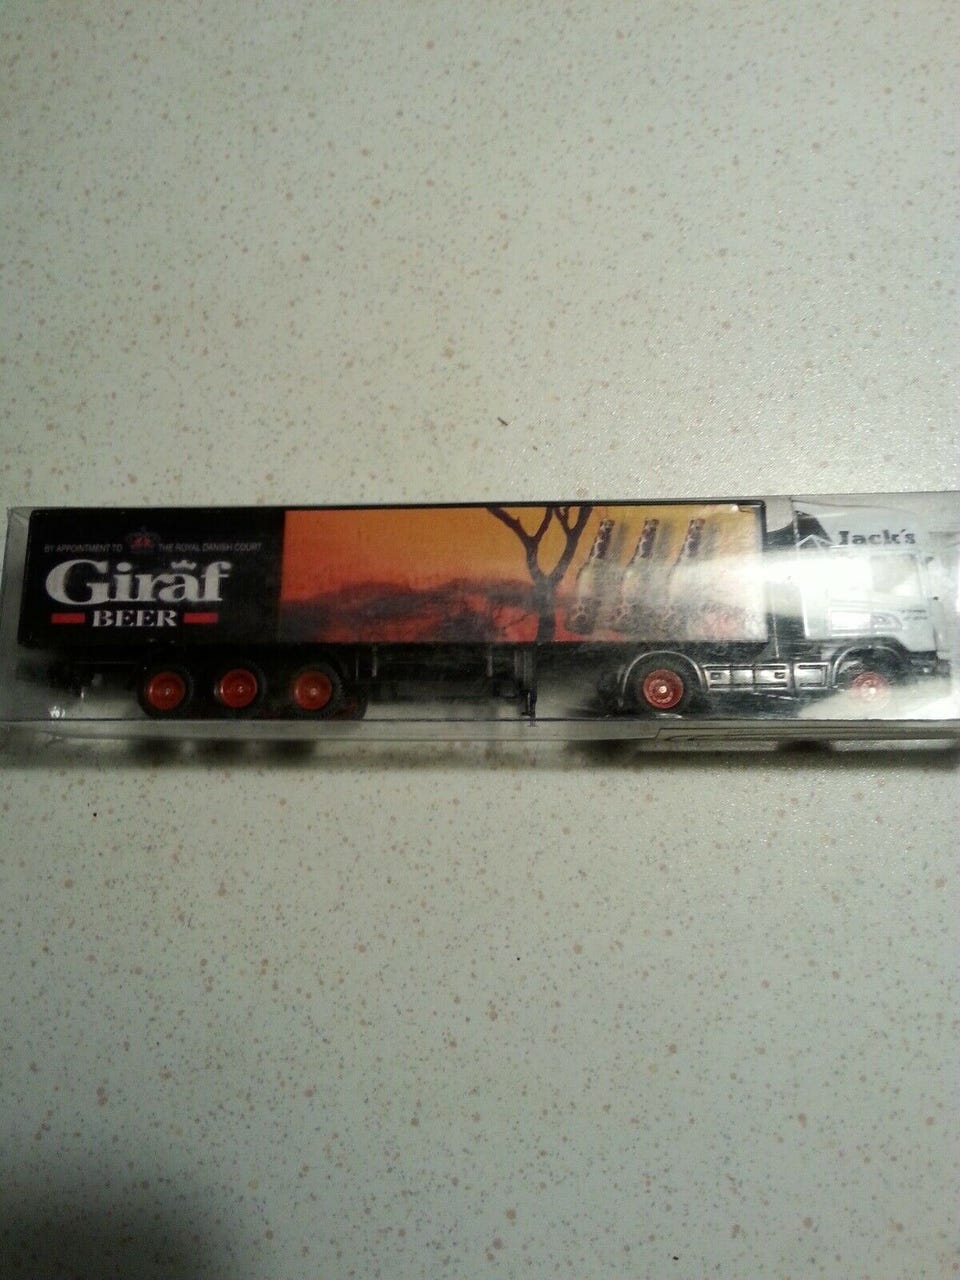 BY APPOINTMENT TO THE ROYAL DANISH COURT
Giraf
BEER
Jack's